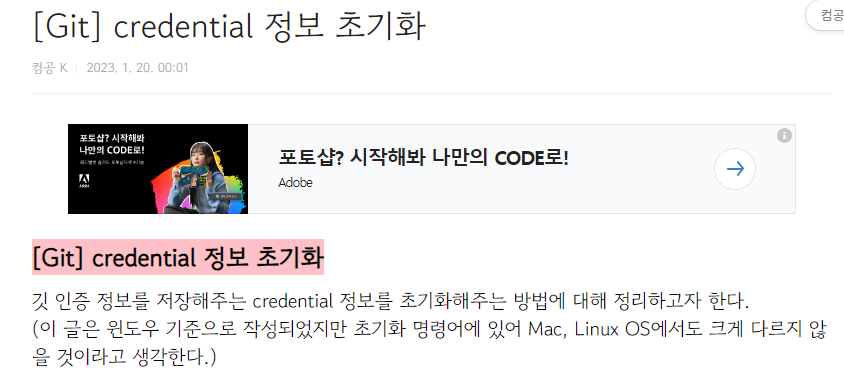 [Git] credential 정보 초기화
컴공
컴공 K
2023. 1. 20. 00:01
포토샵? 시작해봐
나만의 CODE로!
Adobe
포토샵? 시작해봐 나만의 CODE로!
Adobe
[Git] credential 정보 초기화
깃 인증 정보를 저장해주는 credential 정보를 초기화해주는 방법에 대해 정리하고자 한다.
(이 글은 윈도우 기준으로 작성되었지만 초기화 명령어에 있어 Mac, Linux OS에서도 크게 다르지 않
을 것이라고 생각한다.)